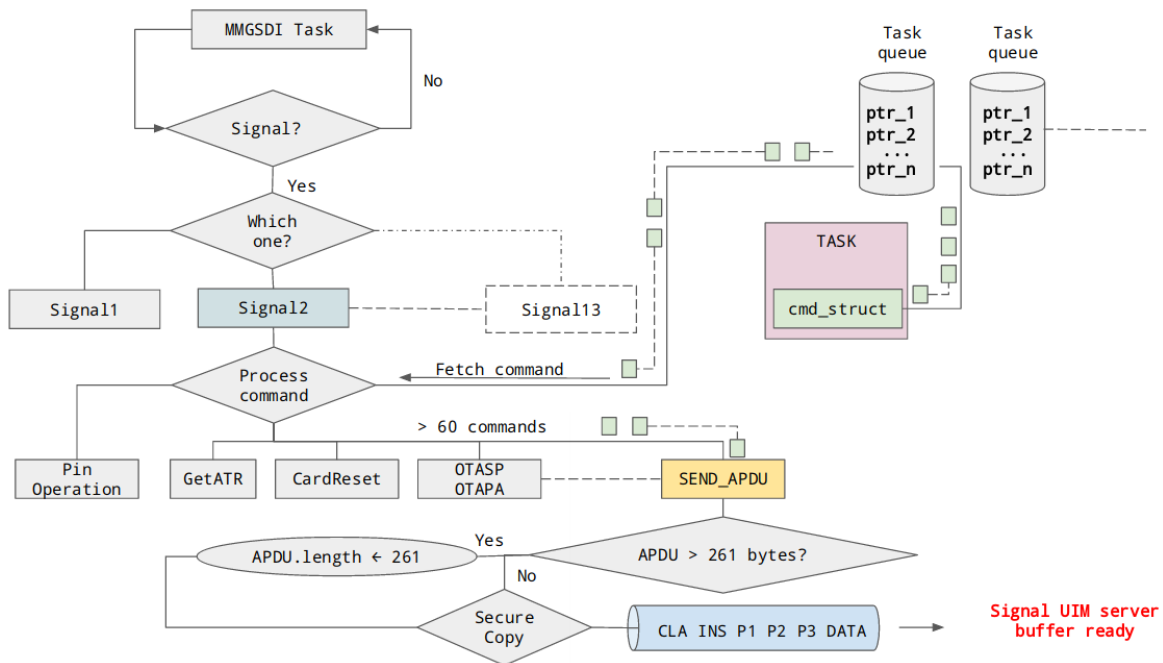 MMGSDI Task
No
Signal?
Yes
Which
one?
Signal1
Signal2
Signal13
Task
queue
Task
queue
ptr_1
ptr_2
...
ptr_n
ptr_1
ptr_2
...
ptr_n
TASK
cmd_struct
Process
command
Fetch command
> 60 commands
Pin
Operation
GetATR
CardReset
OTASP
OTAPA
SEND_APDU
APDU > 261 bytes?
Yes
APDU.length ← 261
No
Secure
Copy
CLA INS P1 P2 P3 DATA
Signal UIM server
buffer ready